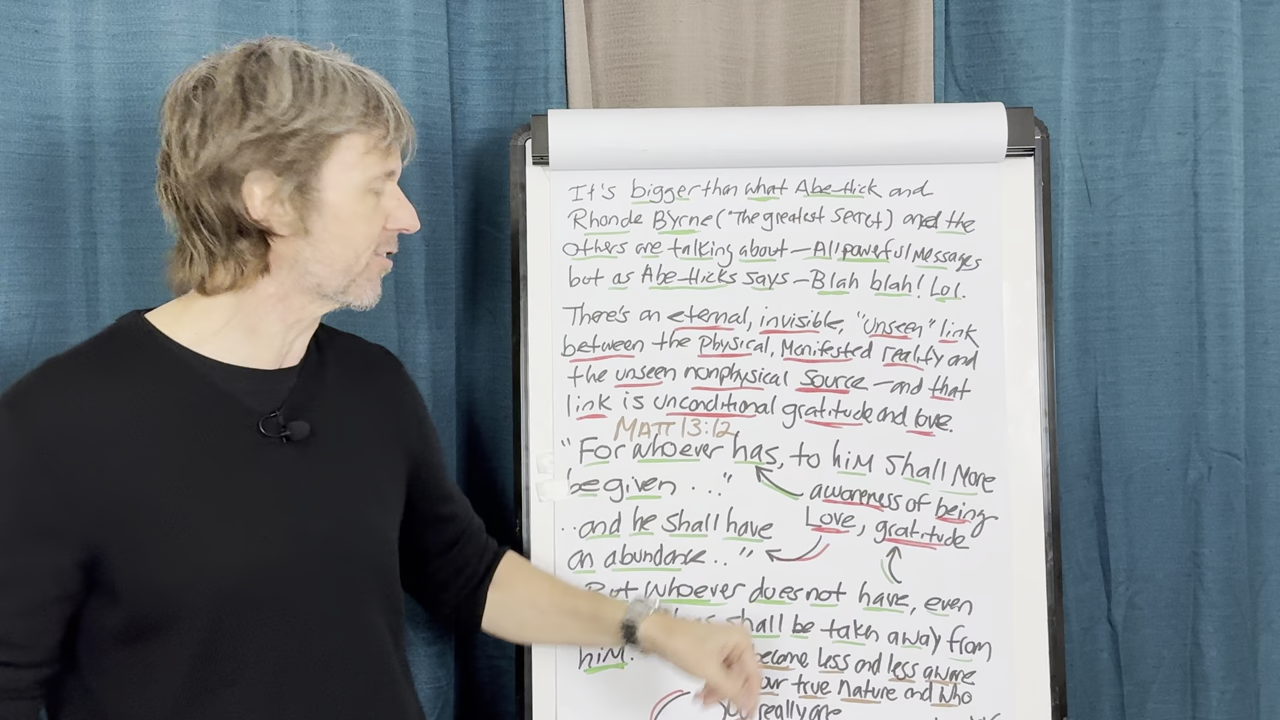 It's bigger than what Abe-Hick and
Rhonde Byrne ("The greatest Secret) and the
others are talking about — All powerful messages
but as Abe-Hicks says — Blah blah! Lol.
There's an eternal, invisible, "unseen" link
between the physical, Manifested reality and
the unseen nonphysical Source — and that
link is unconditional gratitude and love.
MATT 13:12
"For whoever has, to him shall More
be given ..."
awareness of being
Love, gratitude
..and he shall have
an abundance.."
But whoever does not have, even
shall be taken away from
him.
become less and less aware
our true nature and who
you really are